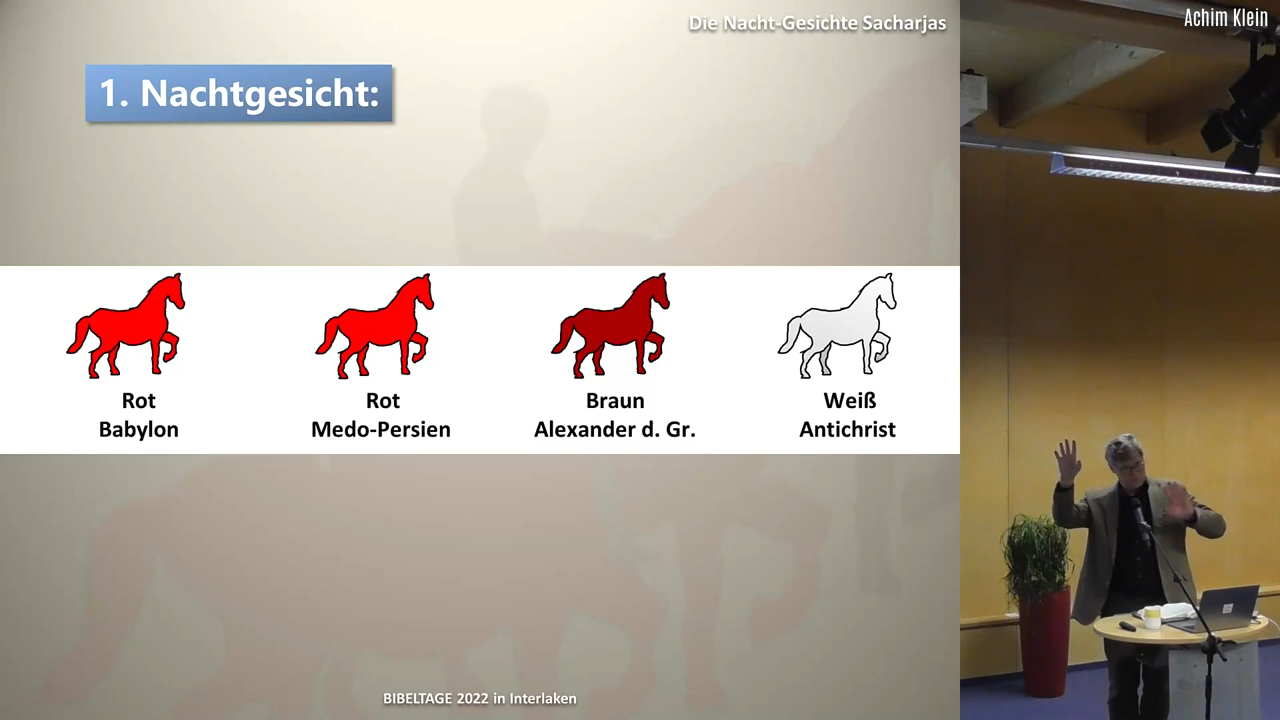 Die Nacht-Gesichte Sacharjas
Achim Klein
1. Nachtgesicht:
Rot
Babylon
Rot
Medo-Persien
Braun
Alexander d. Gr.
Weiß
Antichrist
BIBELTAGE 2022 in Interlaken